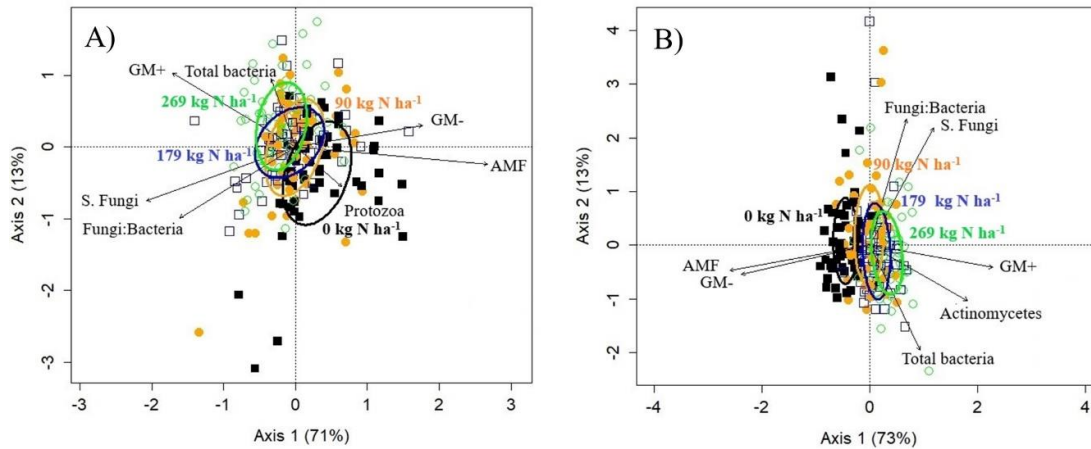 A)
GM+
Total bacteria
269 kg N ha-1
90 kg N ha-1
GM-
179 kg N ha-1
AMF
S. Fungi
Fungi:Bacteria
Protozoa
0 kg N ha-1
Axis 2 (13%)
1
0
-1
-2
-3
-3 -2 -1 0 1 2 3
Axis 1 (71%)
B)
Fungi:Bacteria
S. Fungi
90 kg N ha-1
0 kg N ha-1
179 kg N ha-1
269 kg N ha-1
AMF
GM-
GM+
Actinomycetes
Total bacteria
Axis 2 (13%)
4
2
0
-2
-4 -2 0 2 4
Axis 1 (73%)